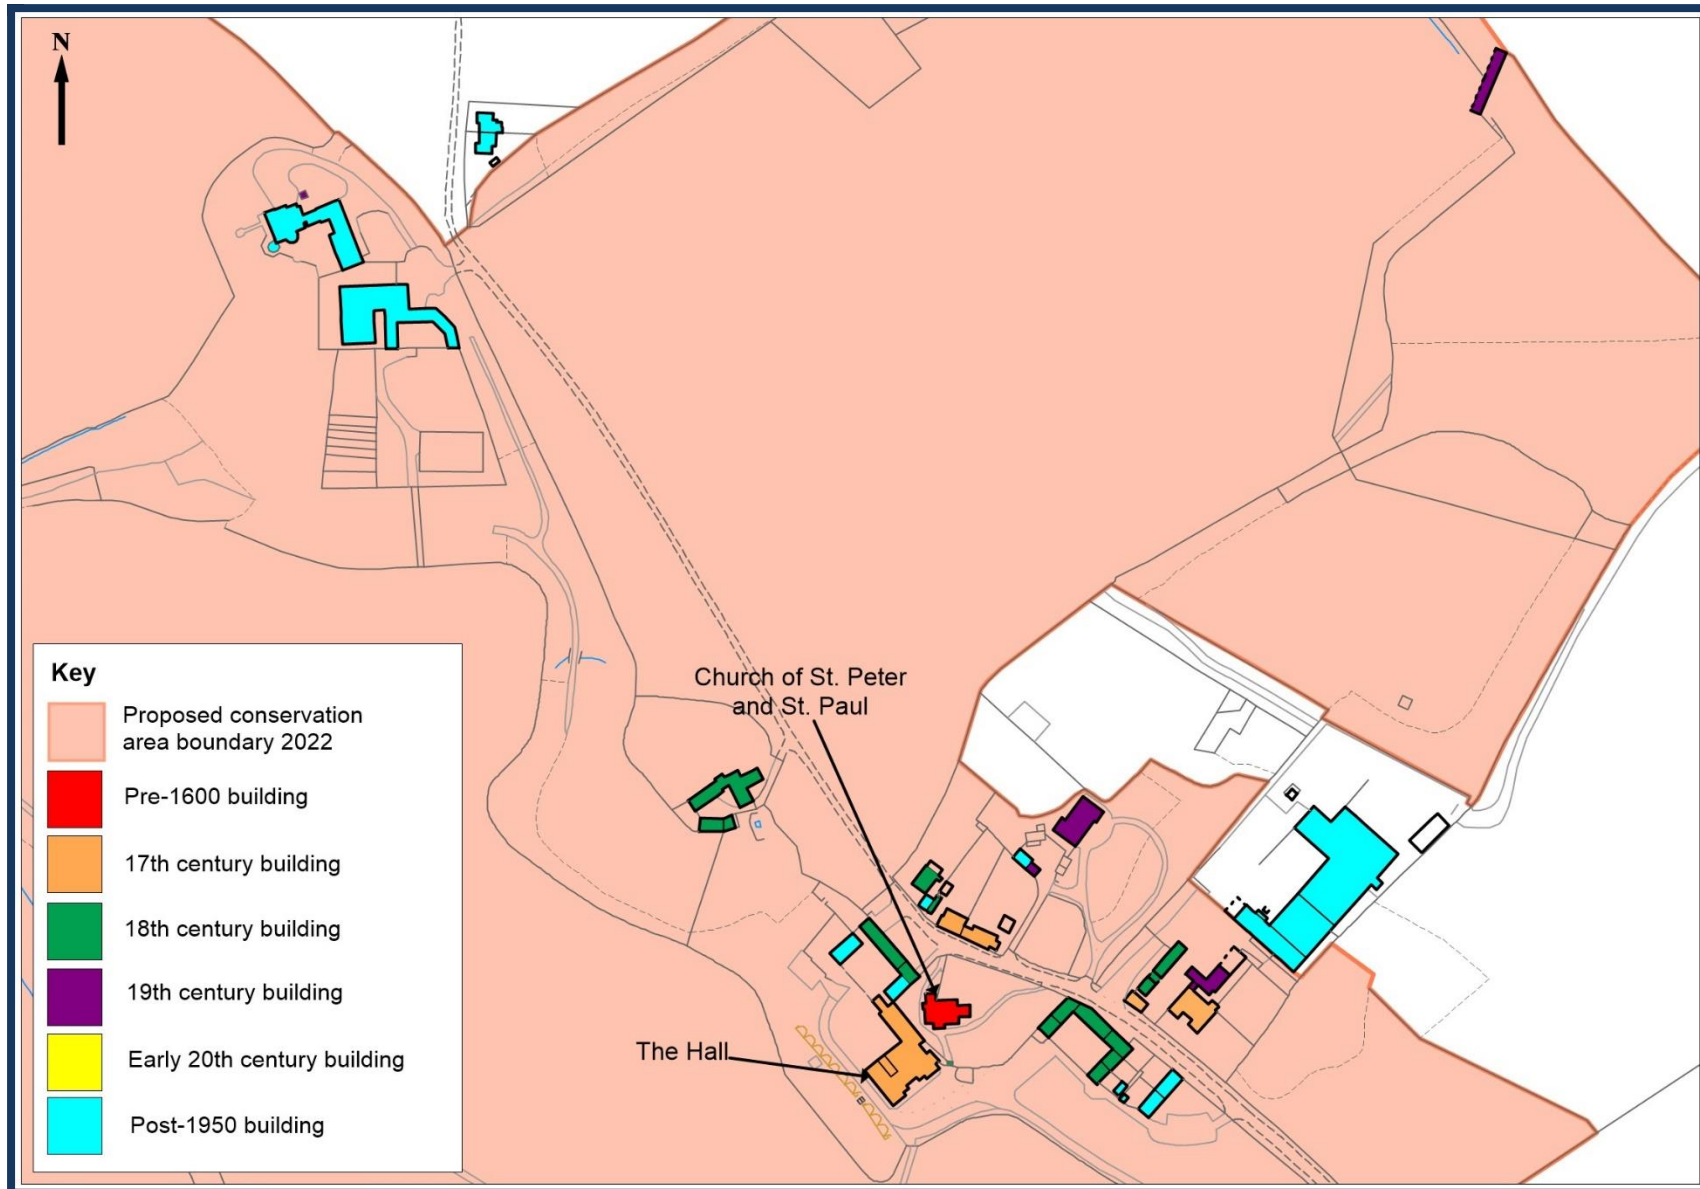 N
Church of St. Peter
and St. Paul
The Hall
Key
Proposed conservation
area boundary 2022
Pre-1600 building
17th century building
18th century building
19th century building
Early 20th century building
Post-1950 building